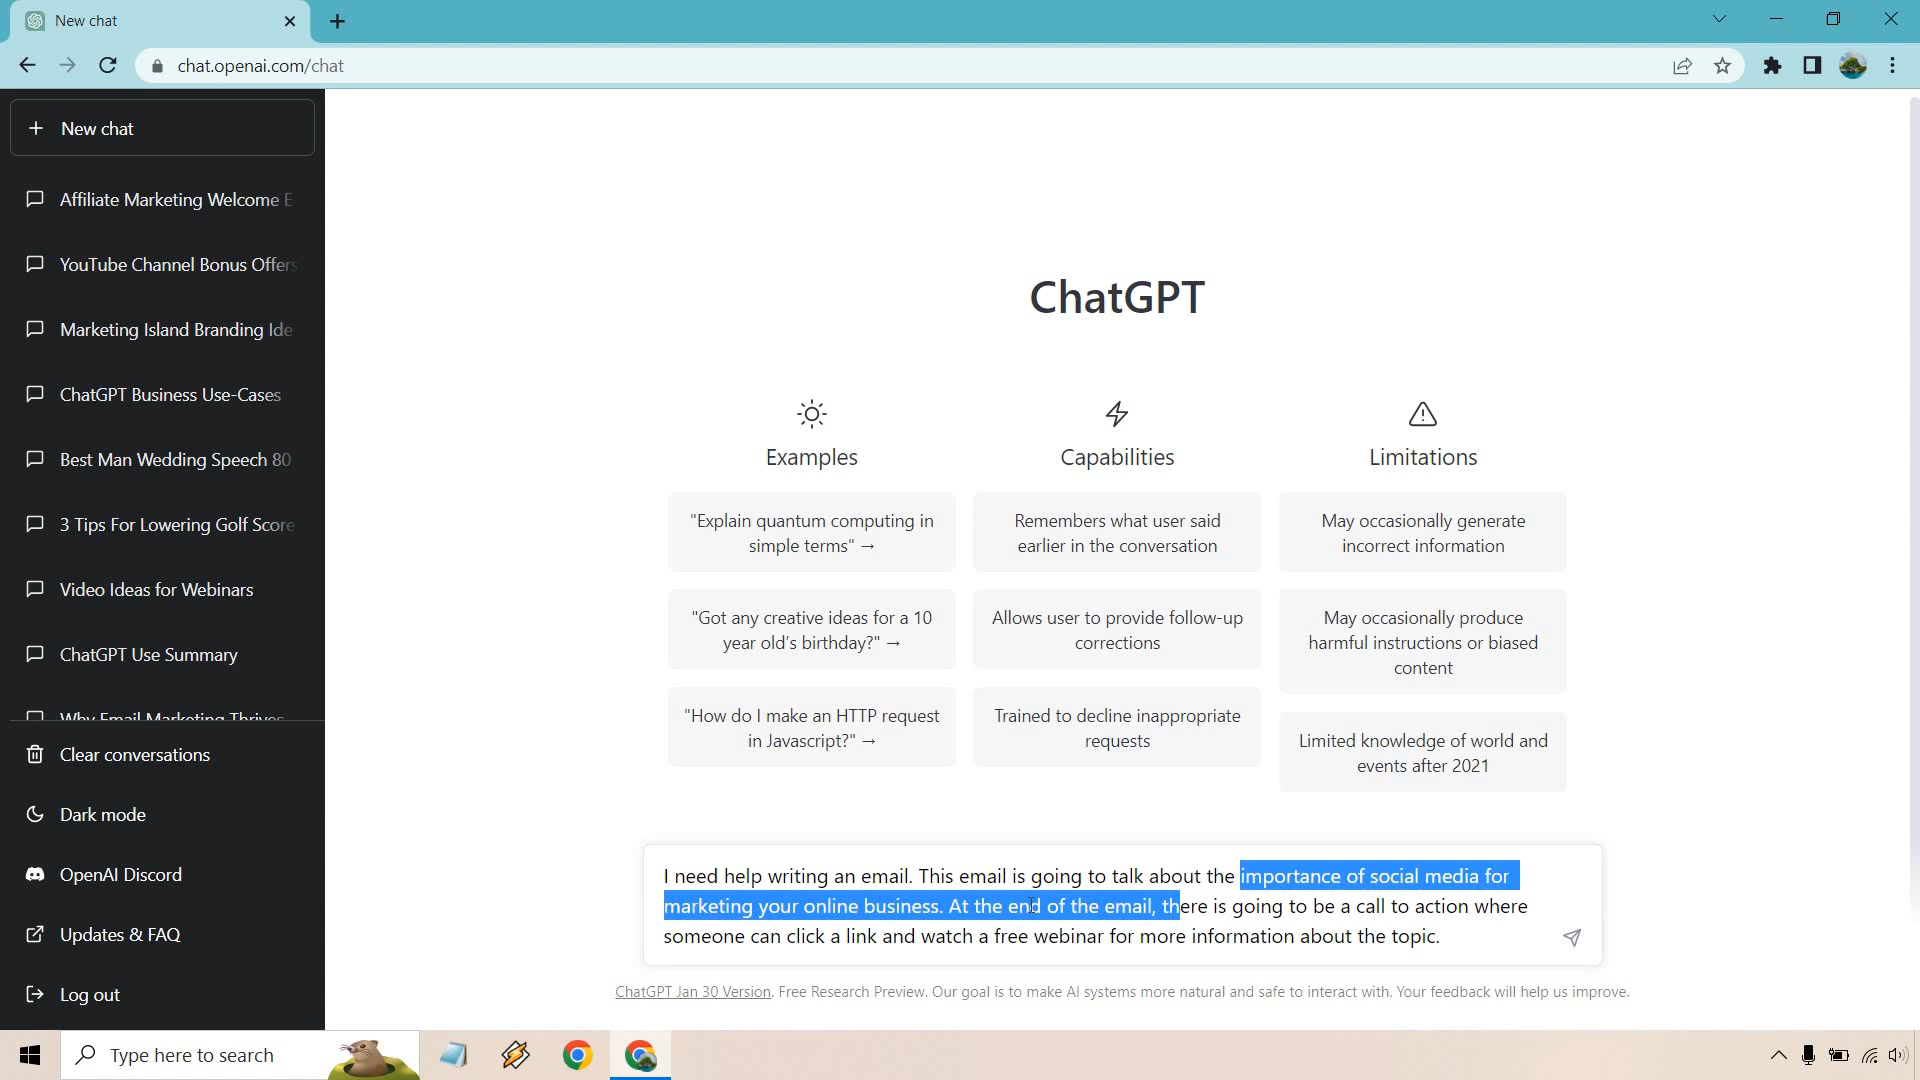 New chat
chat.openai.com/chat
New chat
Affiliate Marketing Welcome E
YouTube Channel Bonus Offers
Marketing Island Branding Ide
ChatGPT Business Use-Cases
Best Man Wedding Speech 80
3 Tips For Lowering Golf Score
Video Ideas for Webinars
ChatGPT Use Summary
Why Email Marketing Thrives
Clear conversations
Dark mode
OpenAI Discord
Updates & FAQ
Log out
ChatGPT
Examples
"Explain quantum computing in
simple terms" →
"Got any creative ideas for a 10
year old's birthday?" →
"How do I make an HTTP request
in Javascript?" →
Capabilities
Remembers what user said
earlier in the conversation
Allows user to provide follow-up
corrections
Trained to decline inappropriate
requests
Limitations
May occasionally generate
incorrect information
May occasionally produce
harmful instructions or biased
content
Limited knowledge of world and
events after 2021
I need help writing an email. This email is going to talk about the importance of social media for
marketing your online business. At the end of the email, there is going to be a call to action where
someone can click a link and watch a free webinar for more information about the topic.
ChatGPT Jan 30 Version. Free Research Preview. Our goal is to make AI systems more natural and safe to interact with. Your feedback will help us improve.
Type here to search